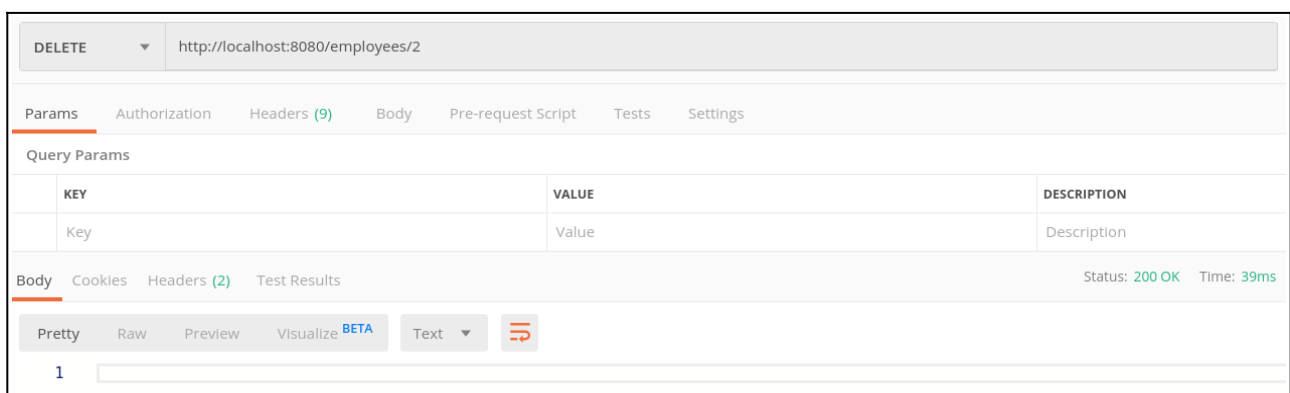 DELETE http://localhost:8080/employees/2
Params Authorization Headers (9) Body Pre-request Script Tests Settings
Query Params
KEY VALUE DESCRIPTION
Key Value Description
Body Cookies Headers (2) Test Results Status: 200 OK Time: 39ms
Pretty Raw Preview Visualize BETA Text
1